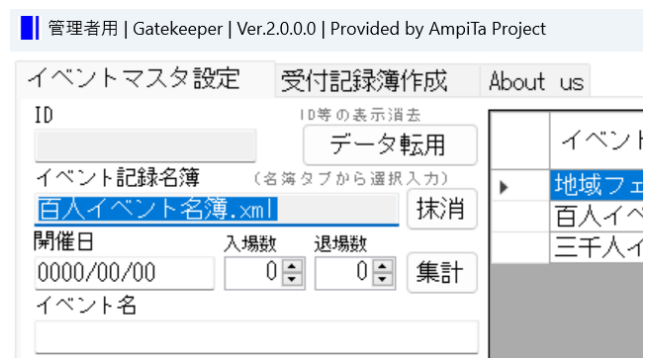 管理者用 | Gatekeeper | Ver.2.0.0.0 | Provided by AmpiTa Project
イベントマスタ設定 受付記録簿作成 About us
ID ID等の表示消去
データ転用
イベント記録名簿 (名簿タブから選択入力)
百人イベント名簿.xml 抹消
開催日 入場数 退場数
0000/00/00 0 0 集計
イベント名
イベント
地域フェ
百人イベ
三千人イ